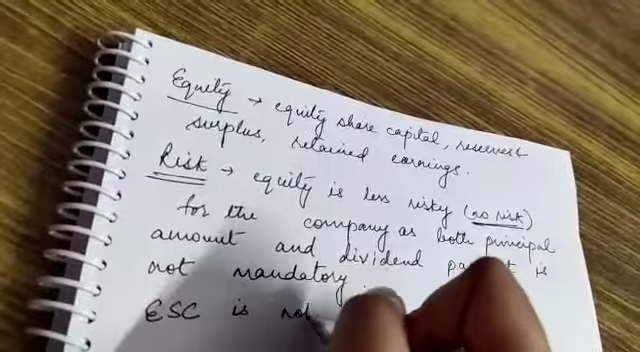 Equity → equity share capital, reserves &
surplus, retained earnings.
Risk → equity is less risky (no risk)
for the company as both principal
amount and dividend is
not mandatory.
ESC is not